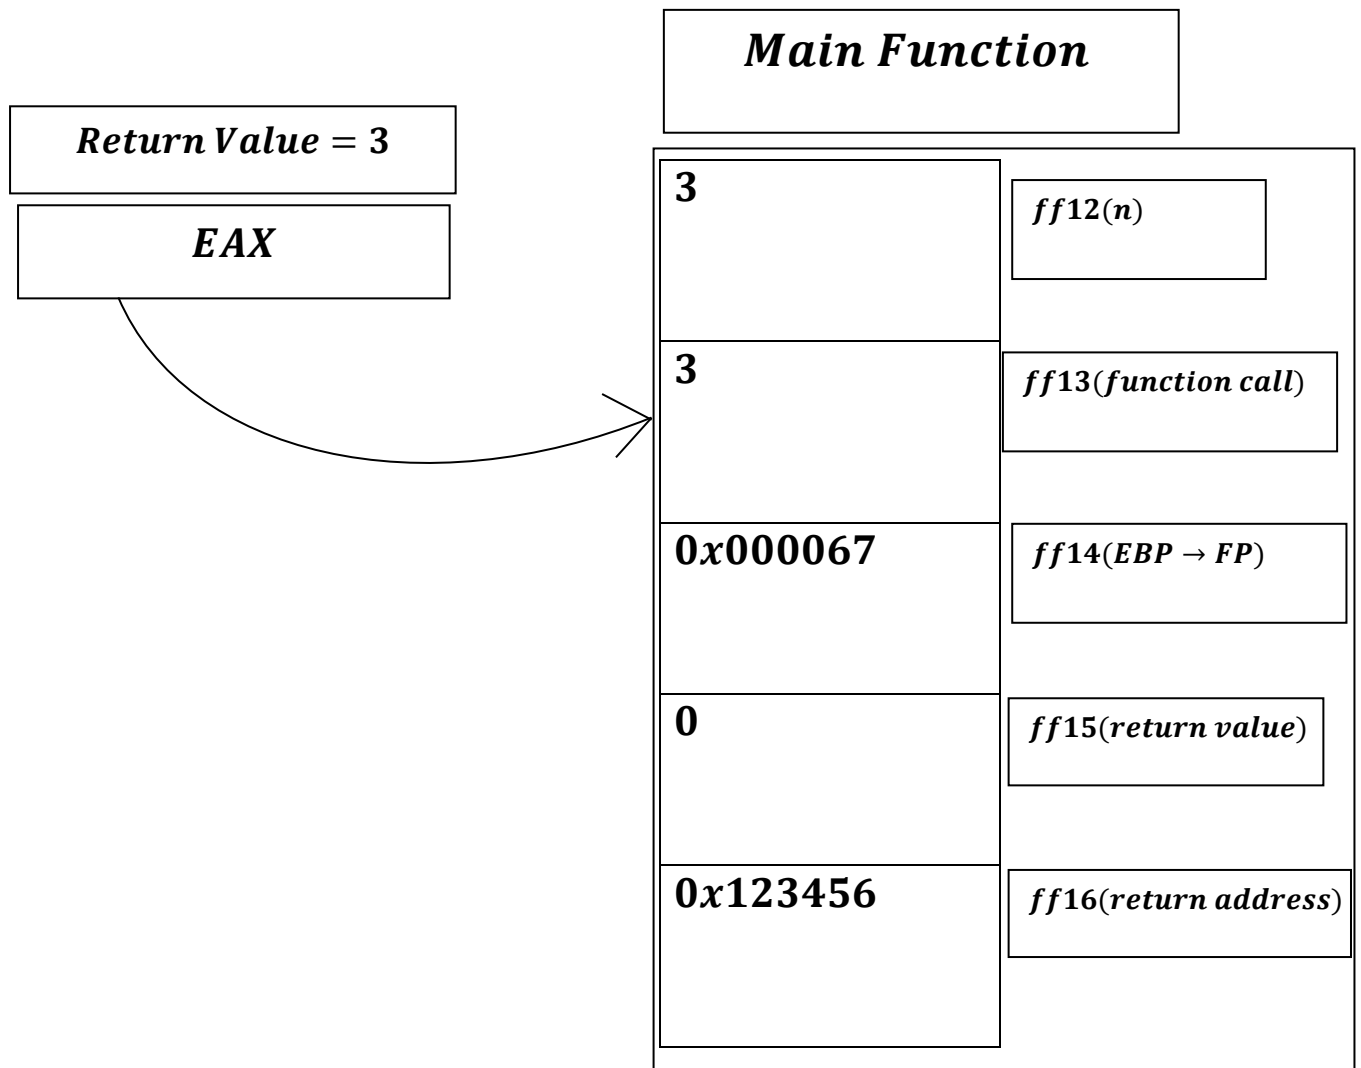 Main Function
Return Value = 3
EAX
3
ff12(n)
3
ff13(function call)
0x000067
ff14(EBP → FP)
0
ff15(return value)
0x123456
ff16(return address)